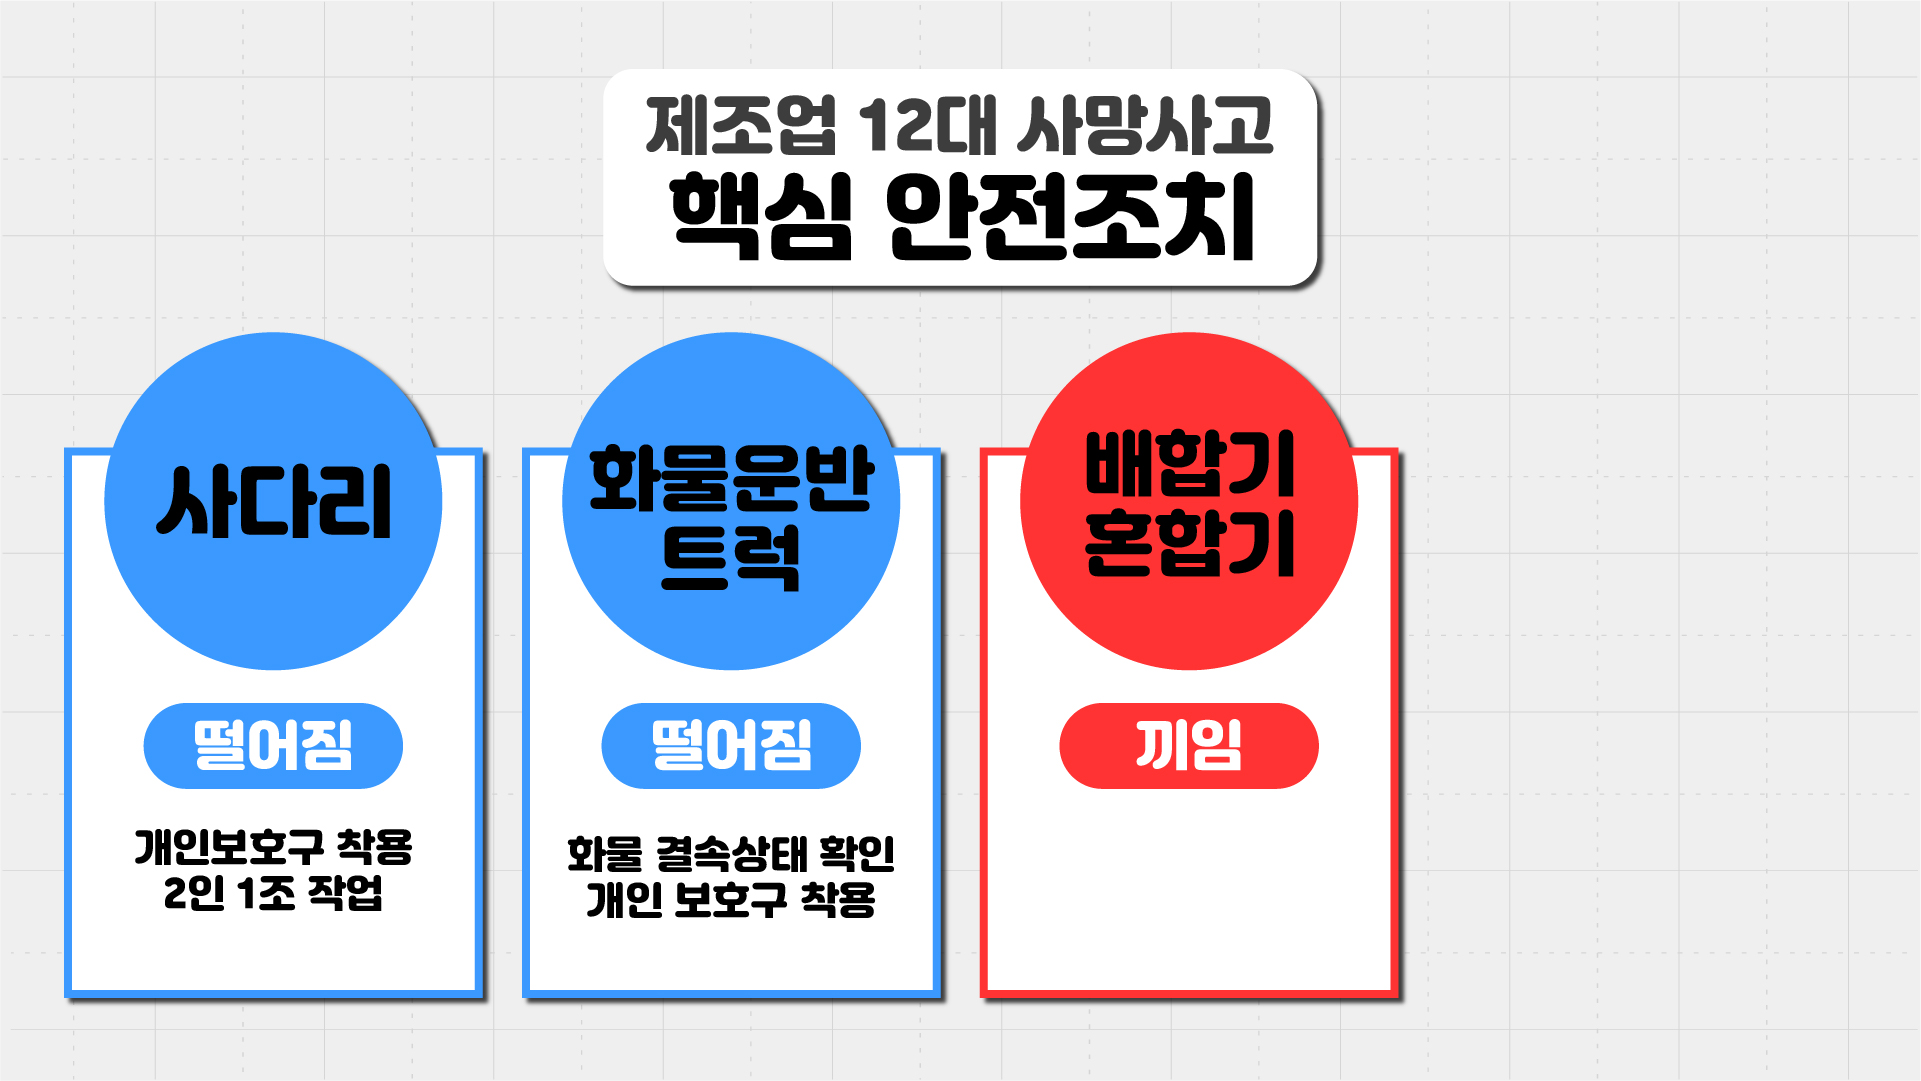 제조업 12대 사망사고
핵심 안전조치
사다리
떨어짐
개인보호구 착용
2인 1조 작업
화물운반
트럭
떨어짐
화물 결속상태 확인
개인 보호구 착용
배합기
혼합기
끼임